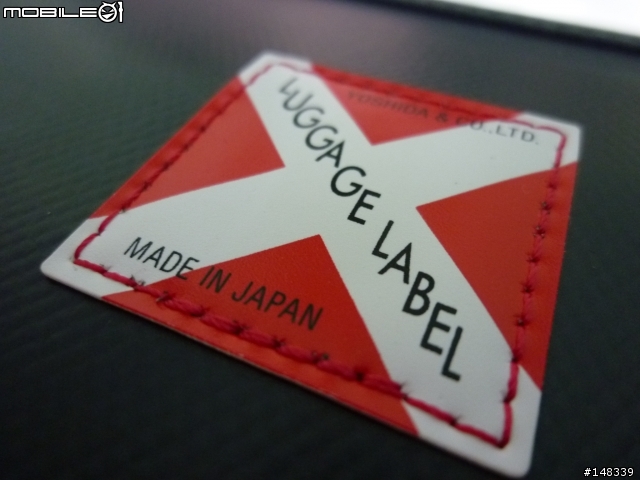 MOBILE01
YOSHIDA & CO., LTD.
LUGGAGE LABEL
MADE IN JAPAN
#148339